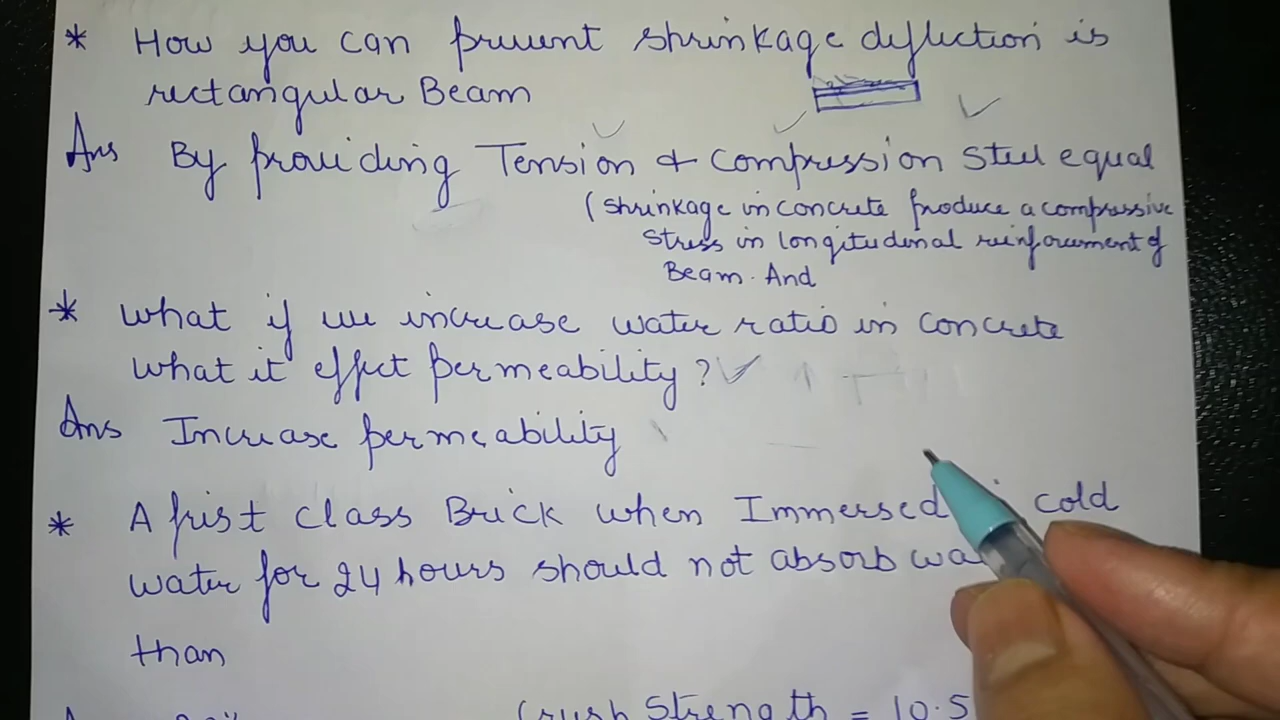 * How you can prevent shrinkage deflection is
rectangular Beam
Ans By providing Tension & Compression Steel equal
(shrinkage in concrete produce a compressive
stress in longitudinal reinforcement of
Beam. And
* What if we increase water ratio in concrete
what it effect permeability?
Ans Increase permeability
* A frist class Brick when Immersed cold
water for 24 hours should not absorb
than
Crush Strength = 10.5